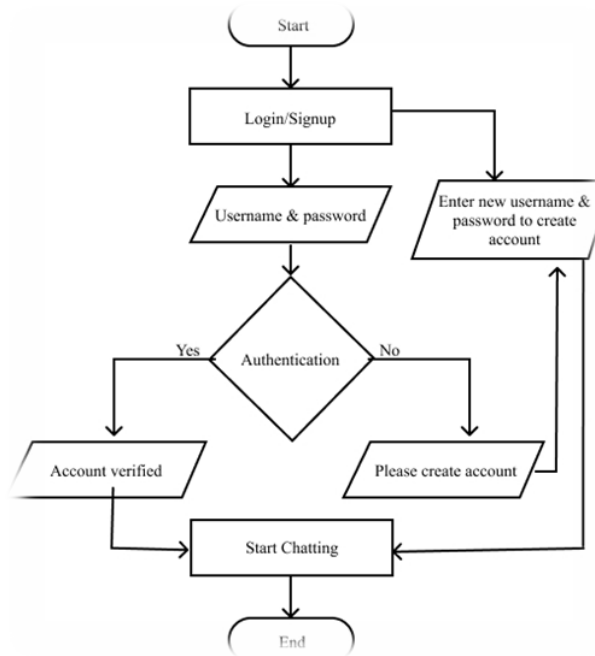 Start
Login/Signup
Username & password
Enter new username &
password to create
account
Authentication
Yes
No
Account verified
Please create account
Start Chatting
End